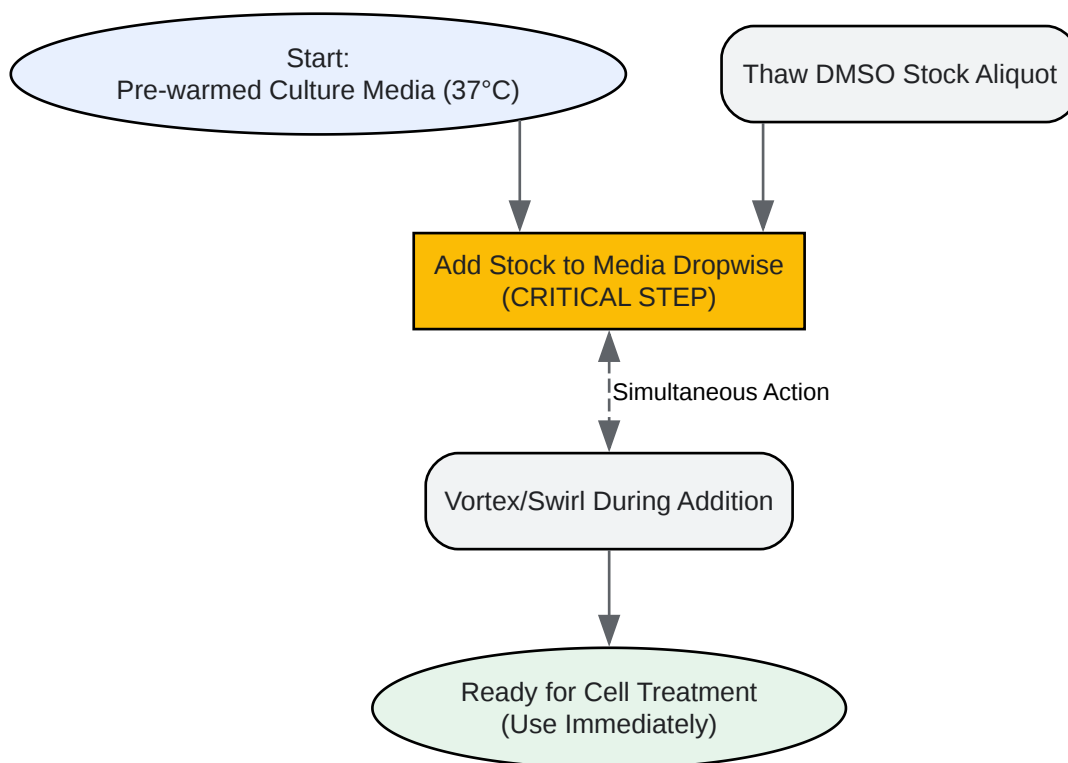 Start:
Pre-warmed Culture Media (37°C)
Thaw DMSO Stock Aliquot
Add Stock to Media Dropwise
(CRITICAL STEP)
Simultaneous Action
Vortex/Swirl During Addition
Ready for Cell Treatment
(Use Immediately)